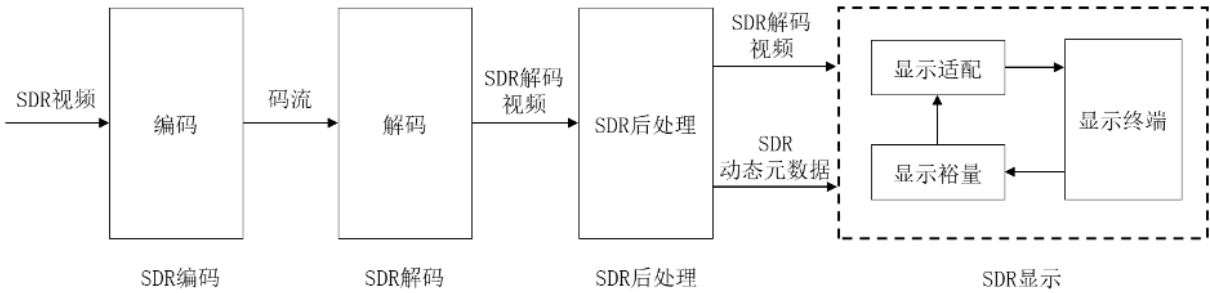 SDR视频
编码
码流
解码
SDR解码
视频
SDR后处理
SDR解码
视频
SDR
动态元数据
显示适配
显示裕量
显示终端
SDR编码
SDR解码
SDR后处理
SDR显示